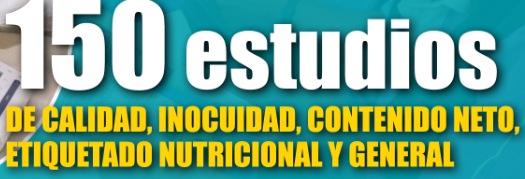 150 estudios
DE CALIDAD, INOCUIDAD, CONTENIDO NETO,
ETIQUETADO NUTRICIONAL Y GENERAL